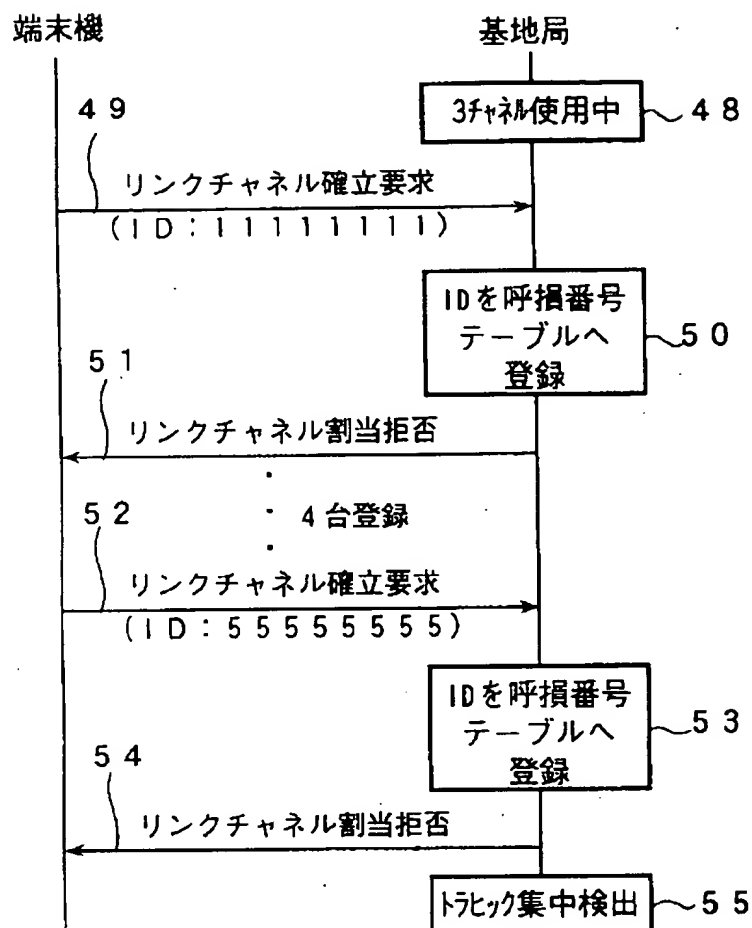 端末機 基地局
3チャネル使用中 48
49
リンクチャネル確立要求
(ID:11111111)
IDを呼損番号
テーブルへ
登録
50
51
リンクチャネル割当拒否
4台登録
52
リンクチャネル確立要求
(ID:55555555)
IDを呼損番号
テーブルへ
登録
53
54
リンクチャネル割当拒否
トラヒック集中検出 55